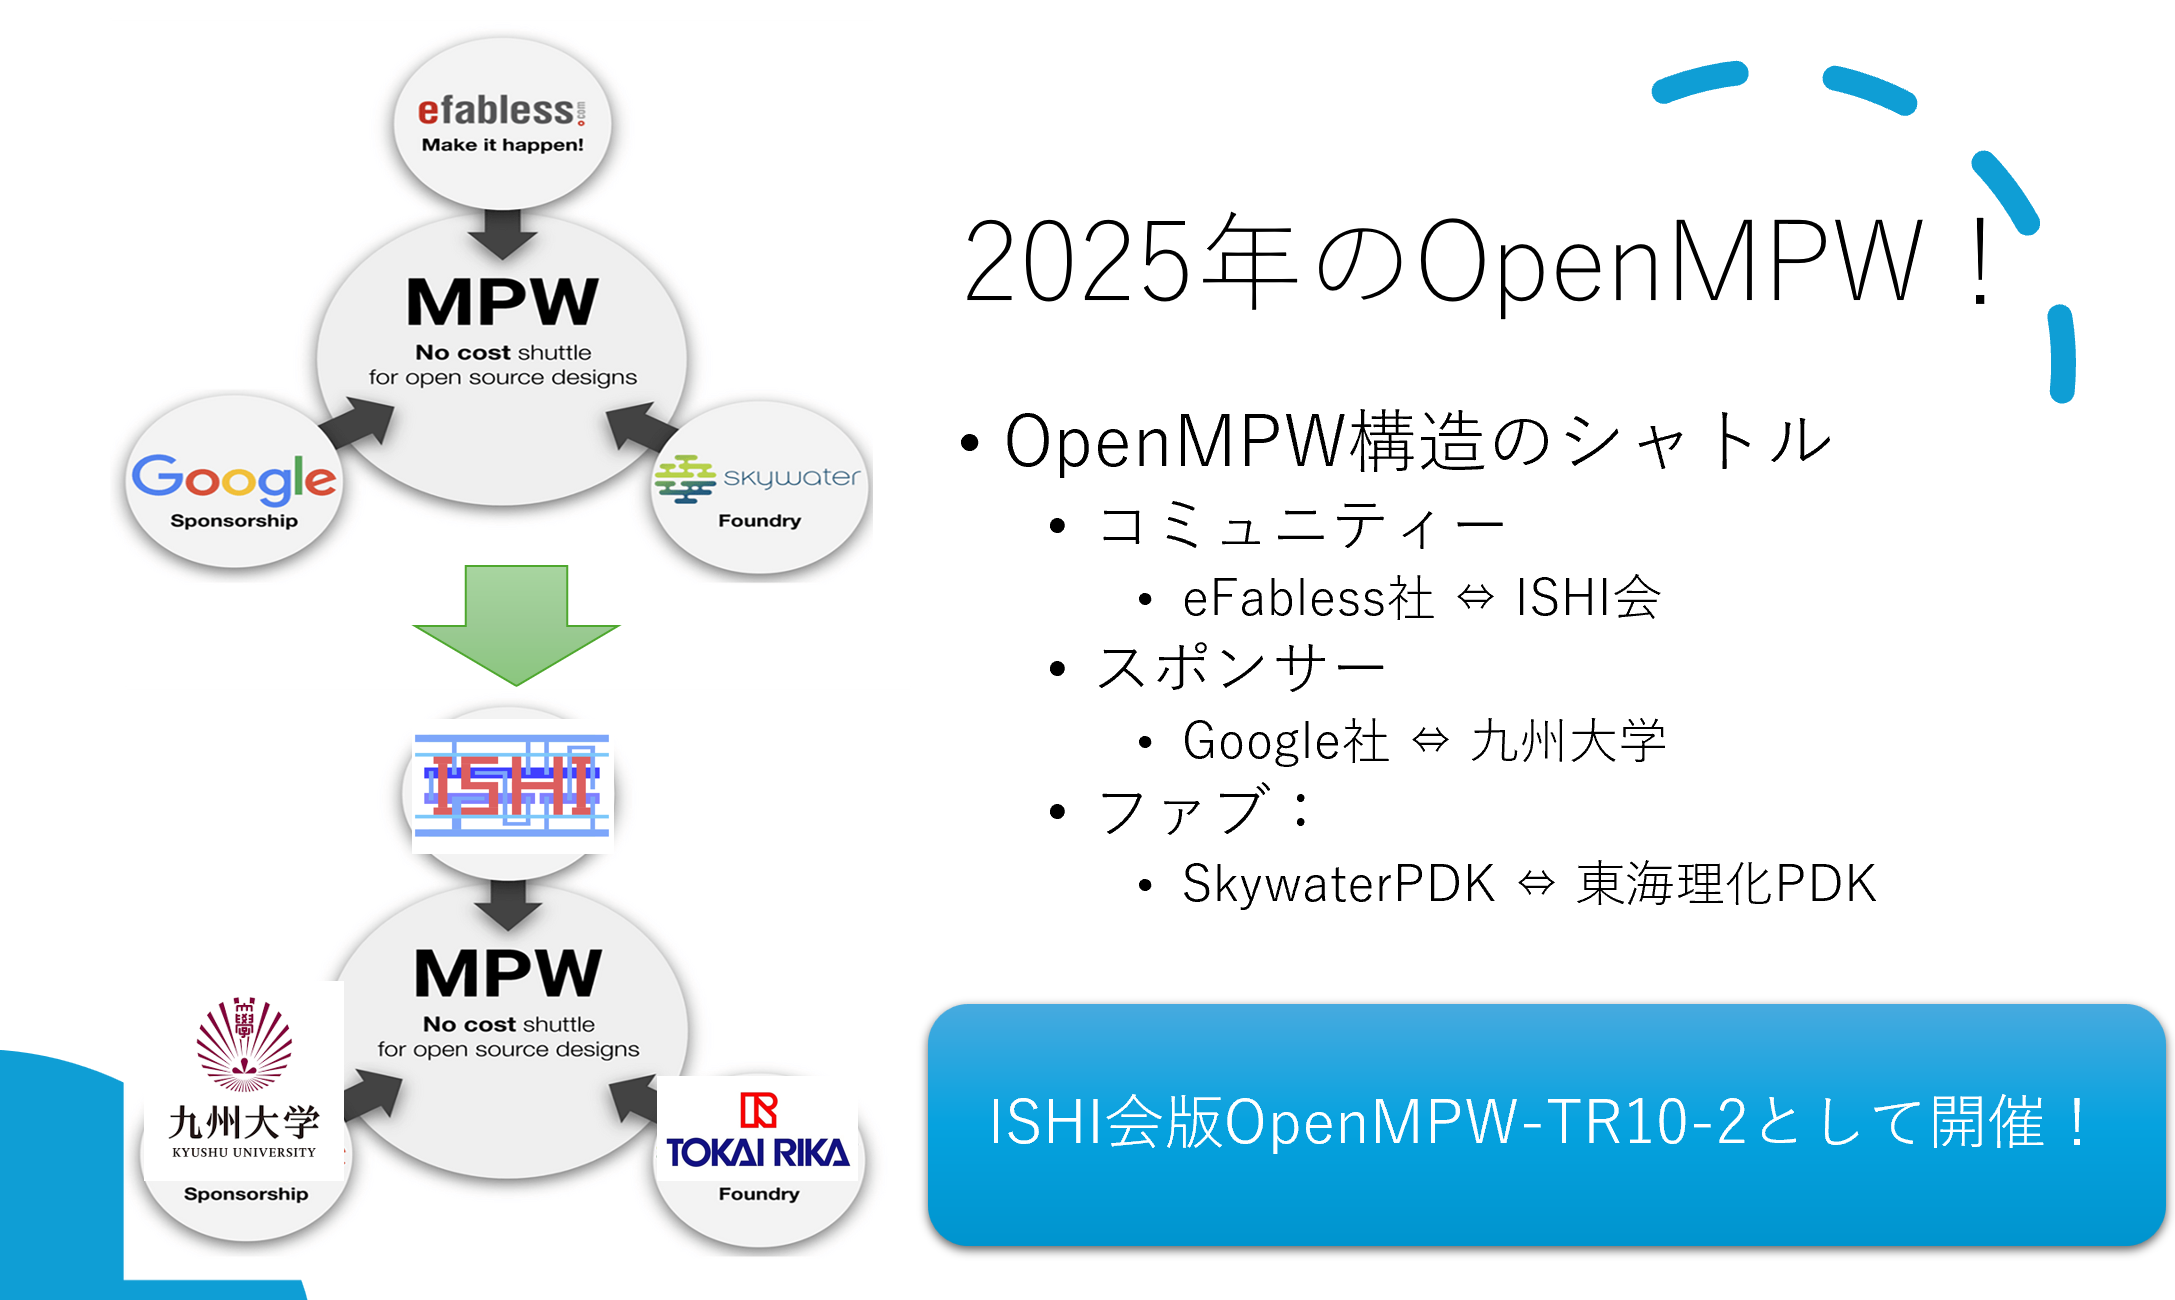 efabless.com
Make it happen!
MPW
No cost shuttle
for open source designs
Google
Sponsorship
skywater
Foundry
ISHI
MPW
No cost shuttle
for open source designs
九州大学
KYUSHU UNIVERSITY
Sponsorship
TOKAI RIKA
Foundry
2025年のOpenMPW！
• OpenMPW構造のシャトル
• コミュニティー
• eFabless社 ⇔ ISHI会
• スポンサー
• Google社 ⇔ 九州大学
• ファブ：
• SkywaterPDK ⇔ 東海理化PDK
ISHI会版OpenMPW-TR10-2として開催！